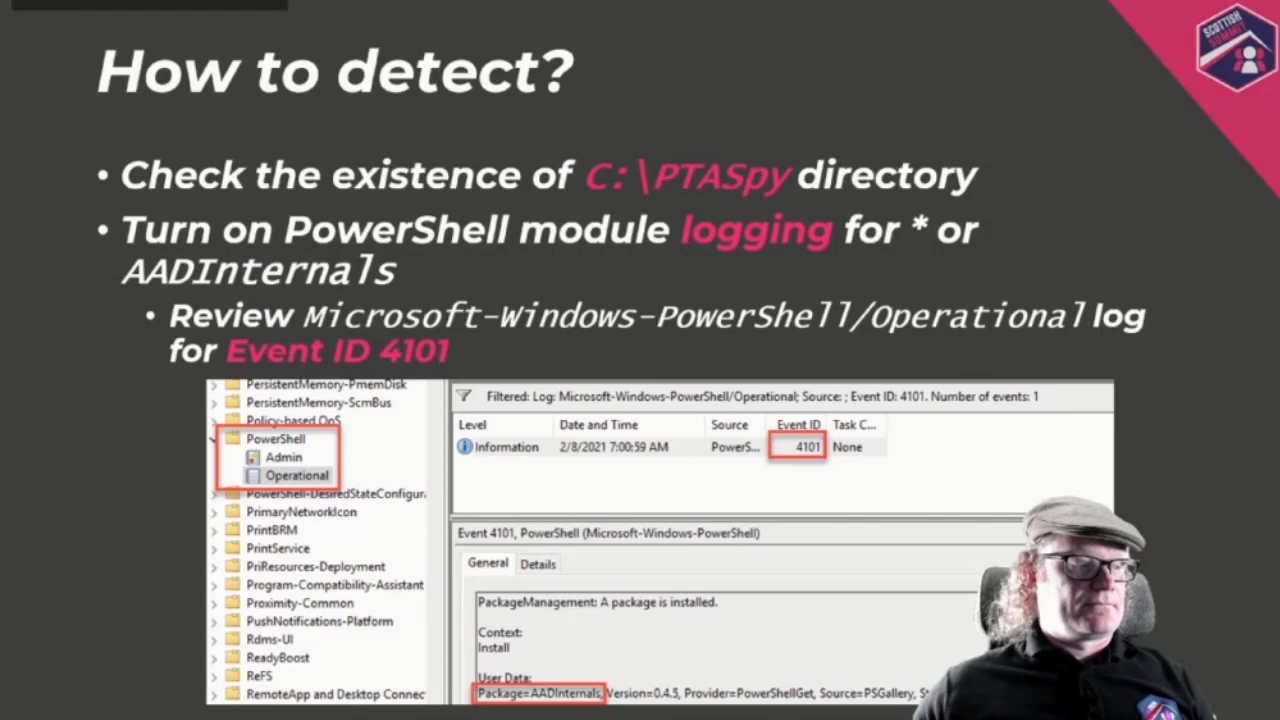 SCOTTISH
SUMMIT
How to detect?
• Check the existence of C:\PTASpy directory
• Turn on PowerShell module logging for * or
AADInternals
• Review Microsoft-Windows-PowerShell/Operational log
for Event ID 4101
PersistentMemory-PmemDisk
PersistentMemory-ScmBus
Policy-based QoS
PowerShell
Admin
Operational
PowerShell-DesiredStateConfigur
PrimaryNetworkIcon
PrintBRM
PrintService
PriResources-Deployment
Program-Compatibility-Assistant
Proximity-Common
PushNotifications-Platform
Rdms-UI
ReadyBoost
ReFS
RemoteApp and Desktop Connec
Filtered: Log: Microsoft-Windows-PowerShell/Operational; Source: ; Event ID: 4101. Number of events: 1
Level Date and Time Source Event ID Task C...
Information 2/8/2021 7:00:59 AM PowerS... 4101 None
Event 4101, PowerShell (Microsoft-Windows-PowerShell)
General Details
PackageManagement: A package is installed.
Context:
Install
User Data:
Package=AADInternals, Version=0.4.5, Provider=PowerShellGet, Source=PSGallery,